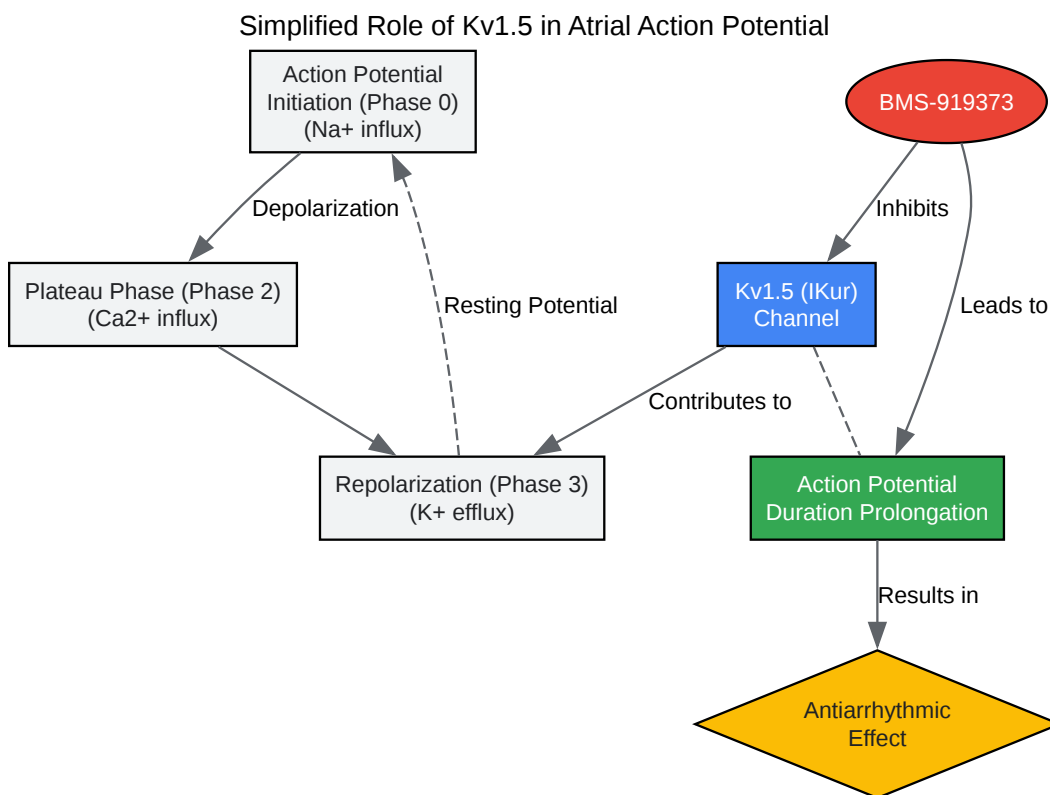 Simplified Role of Kv1.5 in Atrial Action Potential
Action Potential
Initiation (Phase 0)
(Na+ influx)
BMS-919373
Depolarization
Inhibits
Plateau Phase (Phase 2)
(Ca2+ influx)
Resting Potential
Kv1.5 (IKur)
Channel
Leads to
Contributes to
Repolarization (Phase 3)
(K+ efflux)
Action Potential
Duration Prolongation
Results in
Antiarrhythmic
Effect